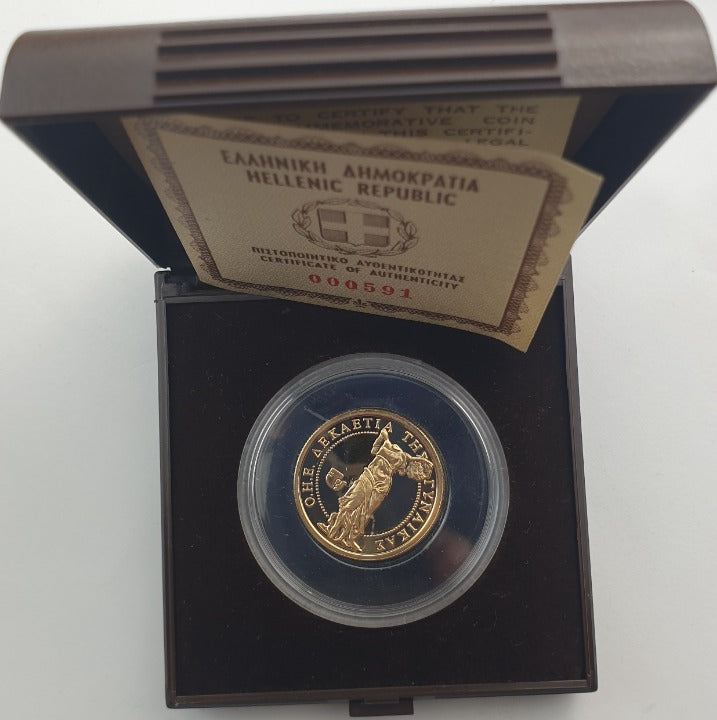 TO CERTIFY THAT THE
COIN
THIS CERTIFI-
LEGAL
ΕΛΛΗΝΙΚΗ ΔΗΜΟΚΡΑΤΙΑ
HELLENIC REPUBLIC
ΠΙΣΤΟΠΟΙΗΤΙΚΟ ΑΥΘΕΝΤΙΚΟΤΗΤΑΣ
CERTIFICATE OF AUTHENTICITY
000591
Ο.Η.Ε. ΔΕΚΑΕΤΙΑ ΤΗΣ ΓΥΝΑΙΚΑΣ